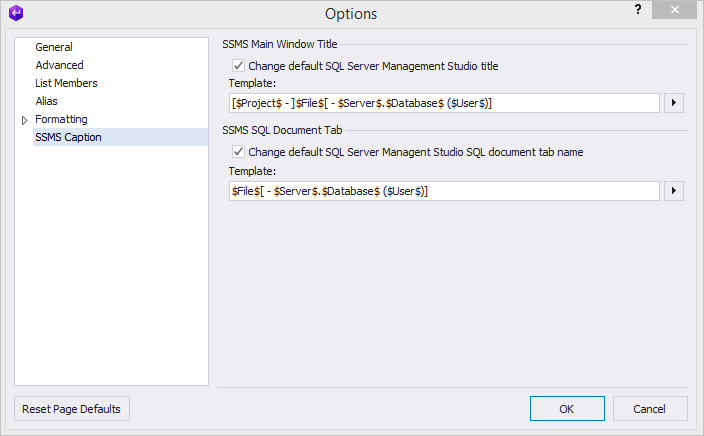 Options
?
General
Advanced
List Members
Alias
Formatting
SSMS Caption
SSMS Main Window Title
Change default SQL Server Management Studio title
Template:
[$Project$ - ]$File$[ - $Server$.$Database$ ($User$)]
SSMS SQL Document Tab
Change default SQL Server Managent Studio SQL document tab name
Template:
$File$[ - $Server$.$Database$ ($User$)]
Reset Page Defaults
OK
Cancel